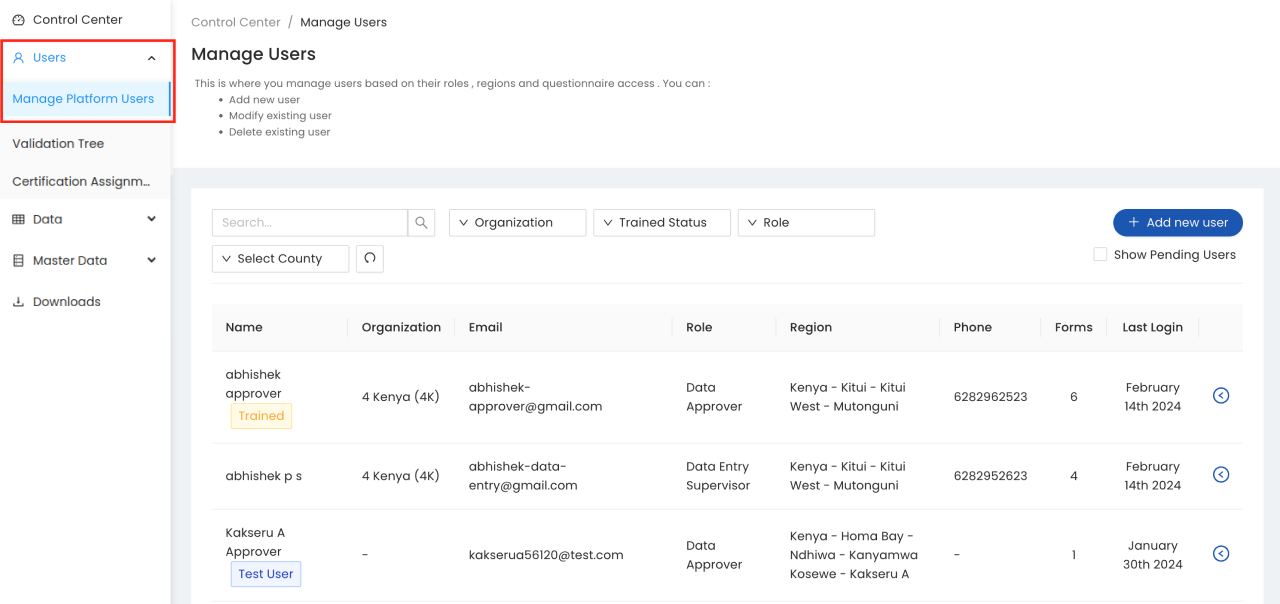 Control Center
Users
Manage Platform Users
Validation Tree
Certification Assignm...
Data
Master Data
Downloads
Control Center / Manage Users
Manage Users
This is where you manage users based on their roles , regions and questionnaire access . You can :
• Add new user
• Modify existing user
• Delete existing user
Search...
Organization
Trained Status
Role
+ Add new user
Select County
Show Pending Users
Name Organization Email Role Region Phone Forms Last Login
abhishek
approver
Trained
4 Kenya (4K)
abhishek-
approver@gmail.com
Data
Approver
Kenya - Kitui - Kitui
West - Mutonguni
6282962523
6
February
14th 2024
abhishek p s
4 Kenya (4K)
abhishek-data-
entry@gmail.com
Data Entry
Supervisor
Kenya - Kitui - Kitui
West - Mutonguni
6282952623
4
February
14th 2024
Kakseru A
Approver
Test User
-
kakserua56120@test.com
Data
Approver
Kenya - Homa Bay -
Ndhiwa - Kanyamwa
Kosewe - Kakseru A
-
1
January
30th 2024